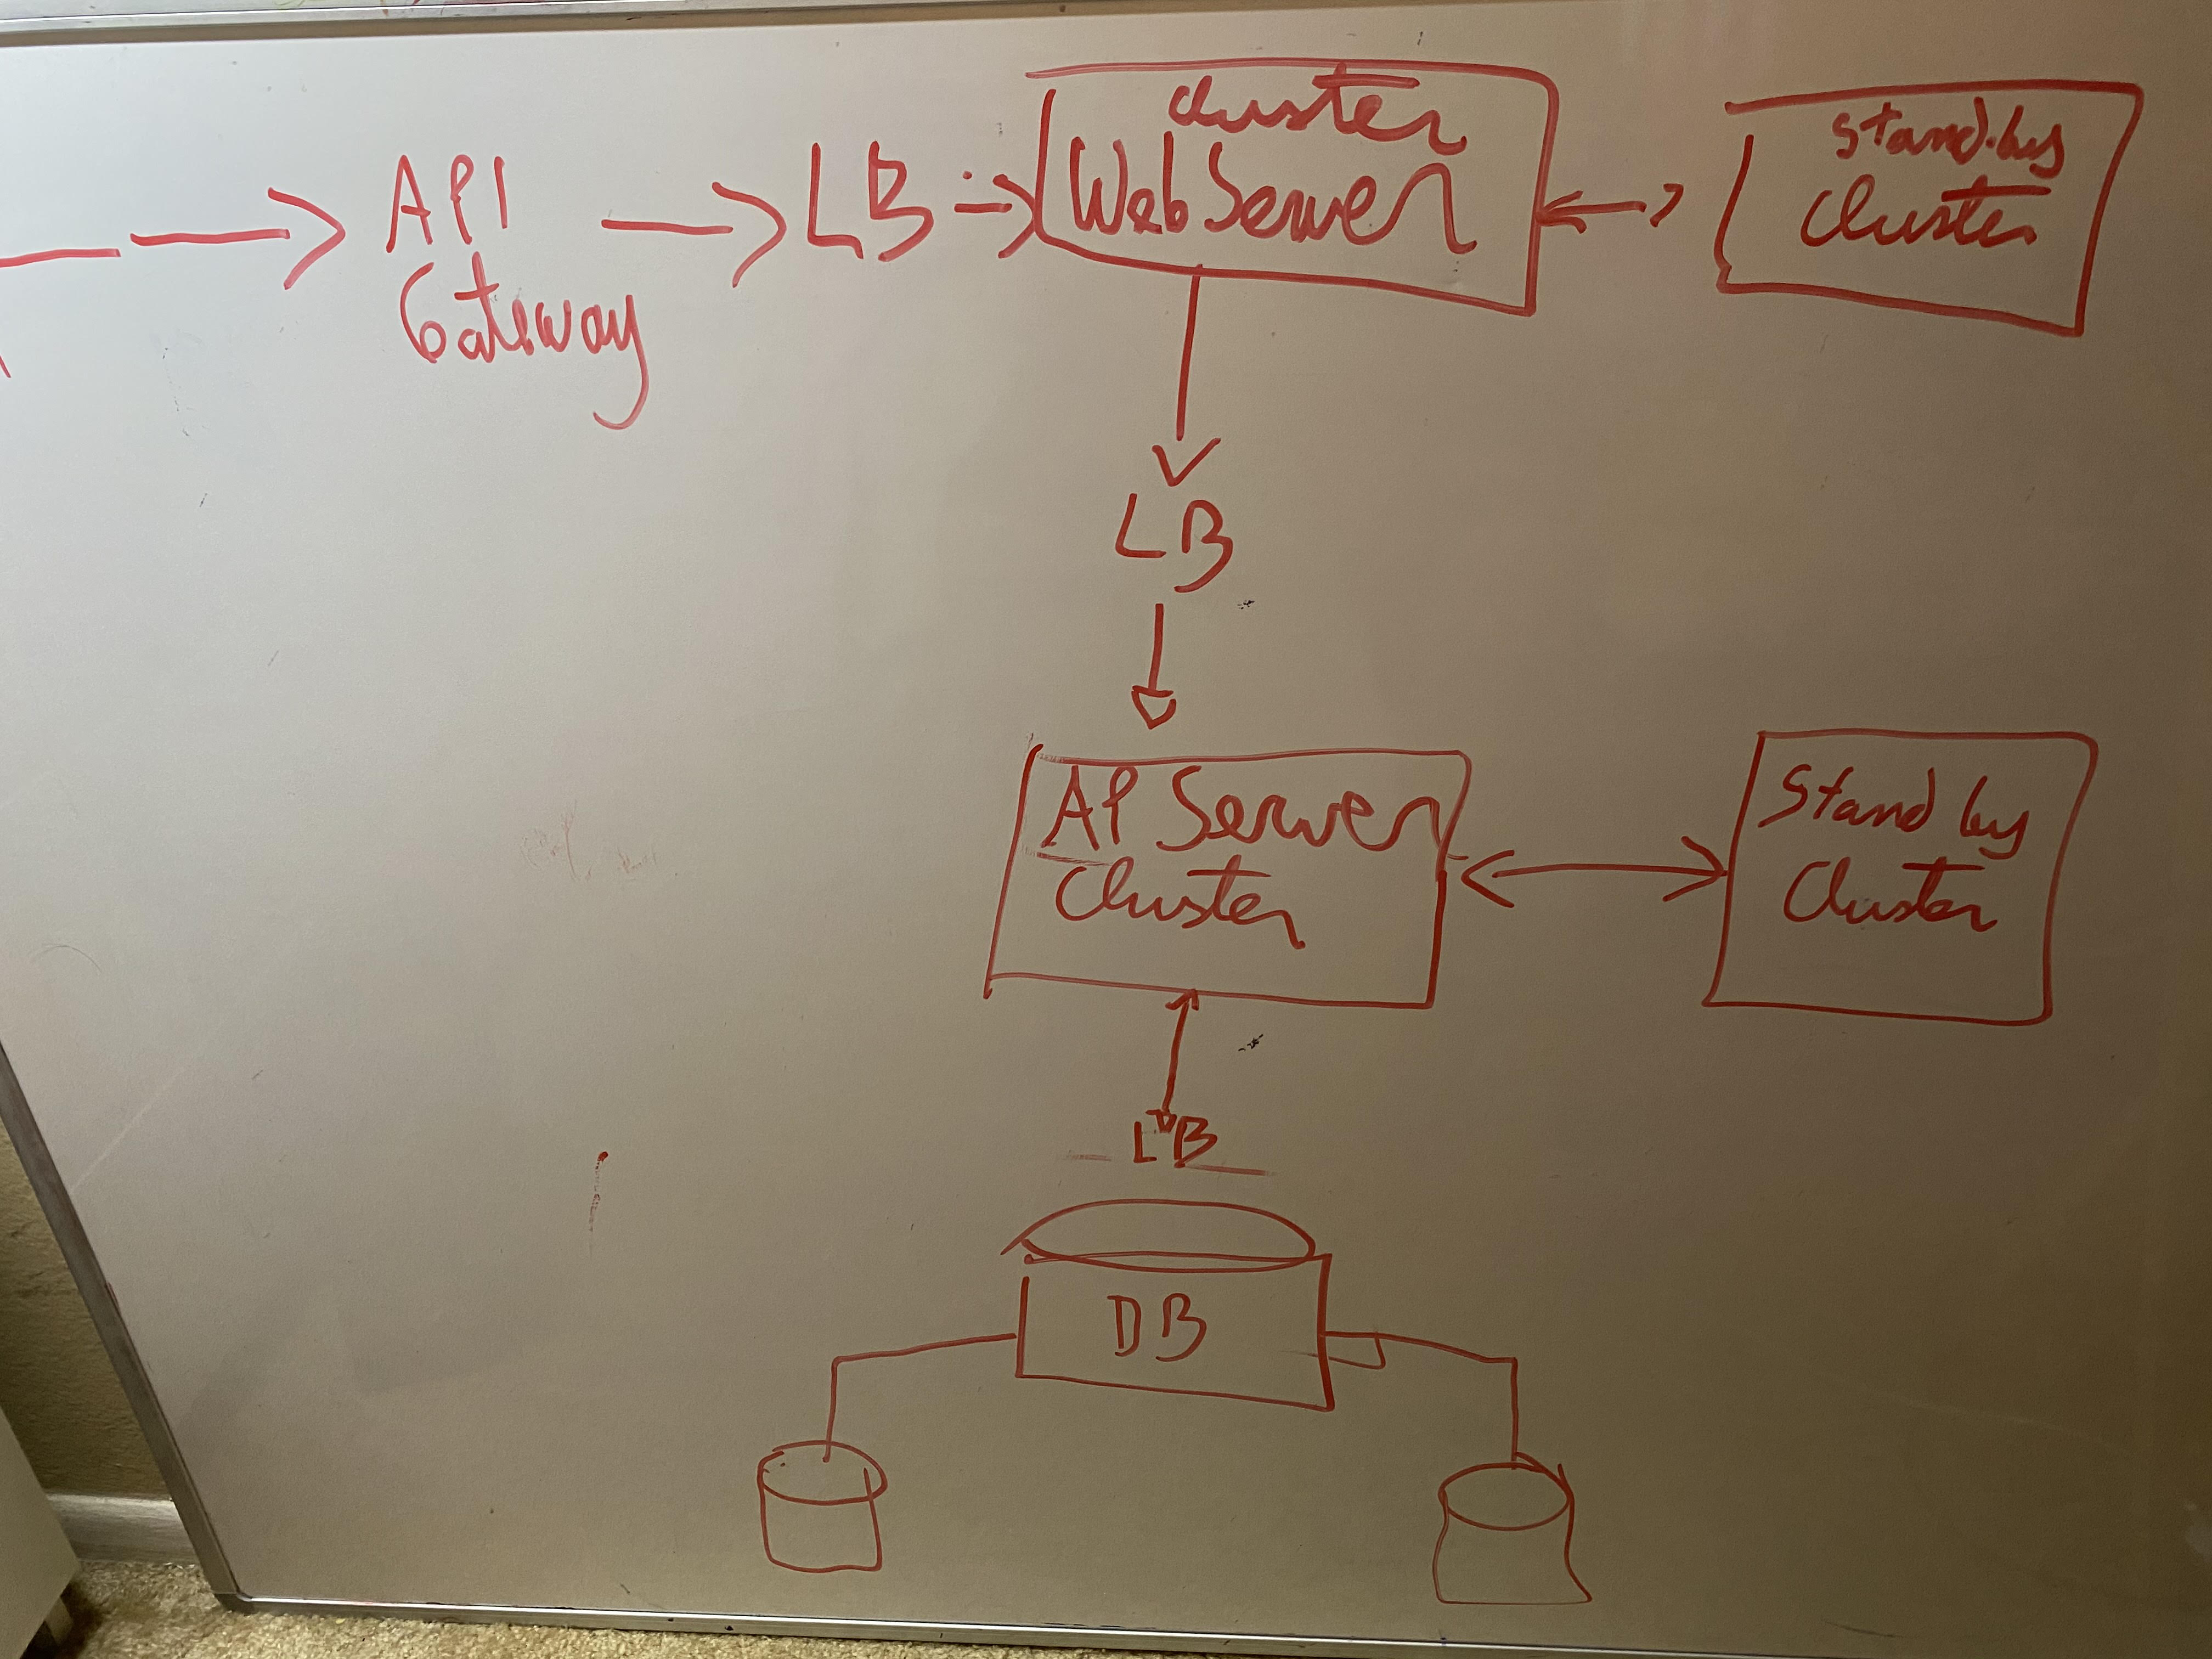 API
Gateway
LB
Cluster
Web Server
Stand-by
Cluster
LB
AP Server
Cluster
Stand by
Cluster
LB
DB